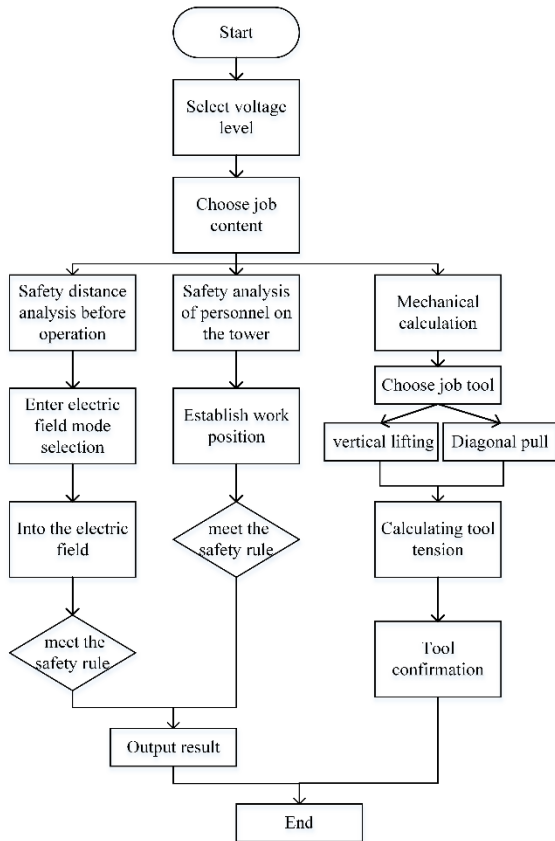 Start
Select voltage
level
Choose job
content
Safety distance
analysis before
operation
Safety analysis
of personnel on
the tower
Mechanical
calculation
Enter electric
field mode
selection
Establish work
position
Choose job tool
vertical lifting
Diagonal pull
Into the electric
field
meet the
safety rule
Calculating tool
tension
meet the
safety rule
Tool
confirmation
Output result
End